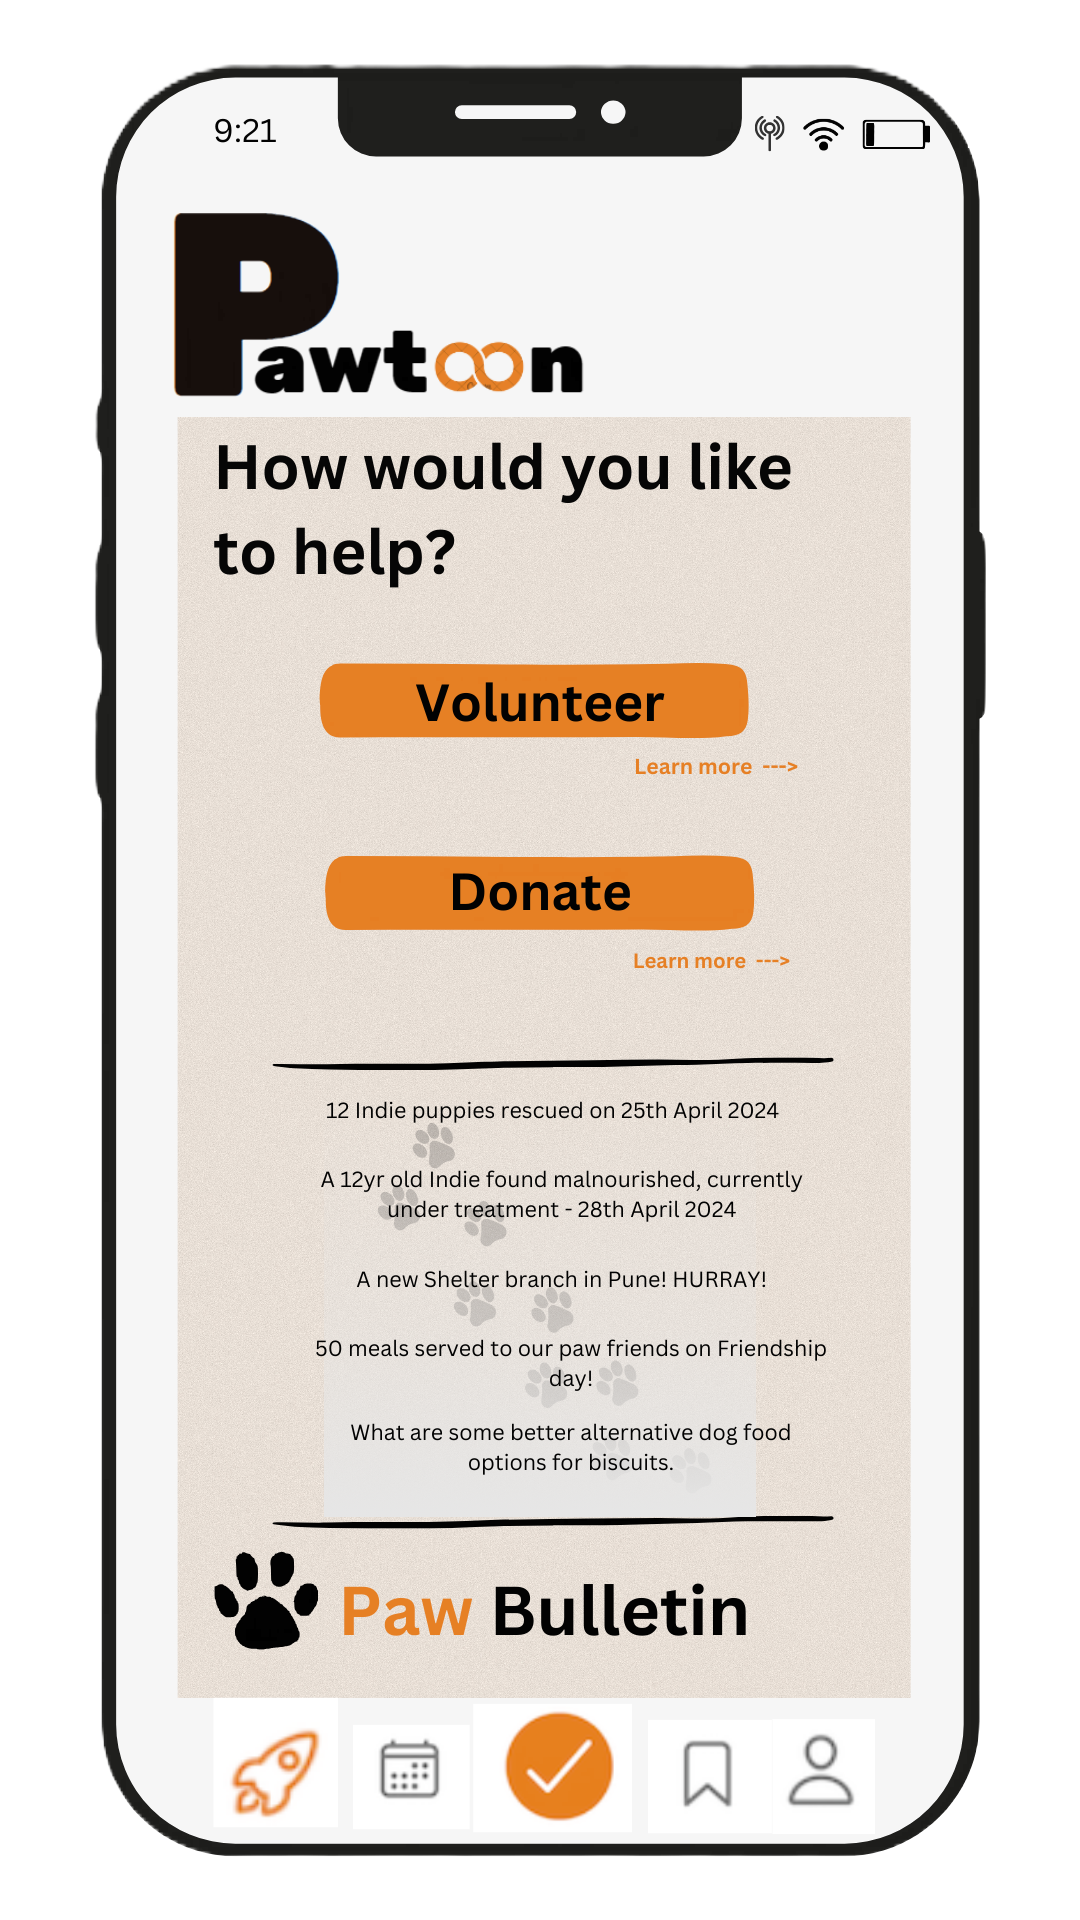 9:21
Pawtoon
How would you like
to help?
Volunteer
Learn more --->
Donate
Learn more --->
12 Indie puppies rescued on 25th April 2024
A 12yr old Indie found malnourished, currently
under treatment - 28th April 2024
A new Shelter branch in Pune! HURRAY!
50 meals served to our paw friends on Friendship
day!
What are some better alternative dog food
options for biscuits.
Paw Bulletin